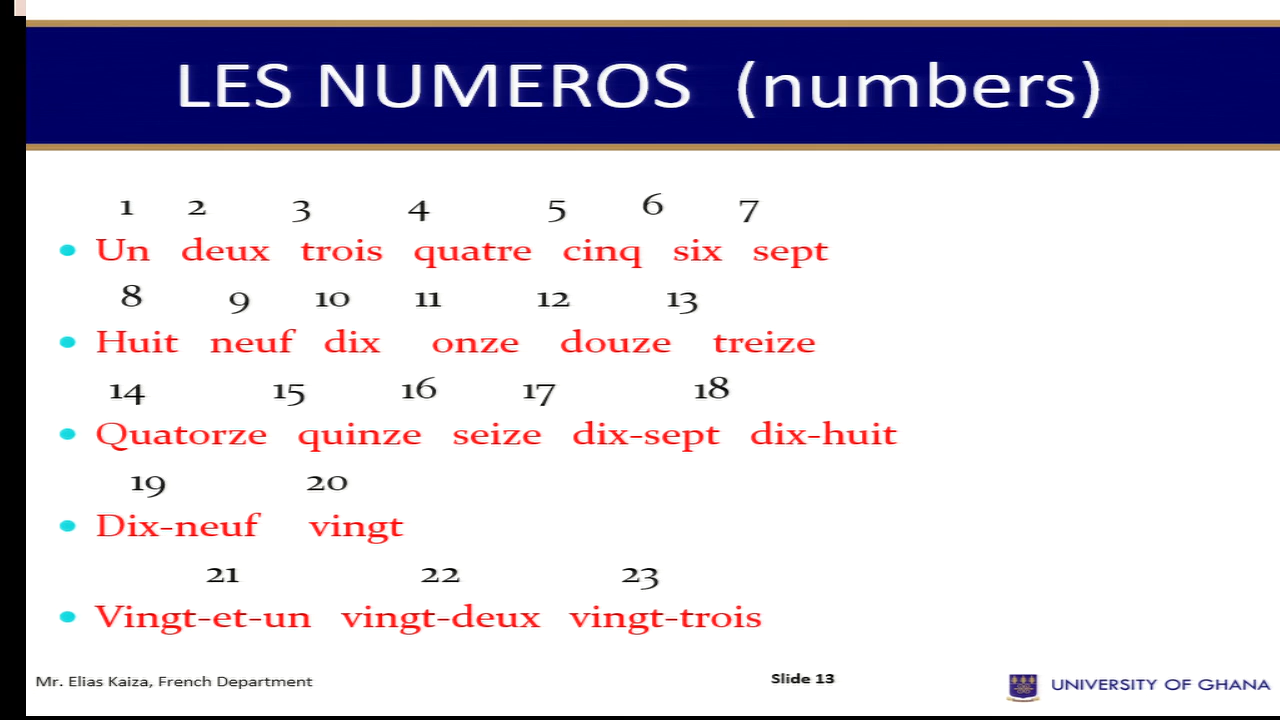 LES NUMEROS (numbers)
1 2 3 4 5 6 7
• Un deux trois quatre cinq six sept
8 9 10 11 12 13
• Huit neuf dix onze douze treize
14 15 16 17 18
• Quatorze quinze seize dix-sept dix-huit
19 20
• Dix-neuf vingt
21 22 23
• Vingt-et-un vingt-deux vingt-trois
Mr. Elias Kaiza, French Department
Slide 13
UNIVERSITY OF GHANA